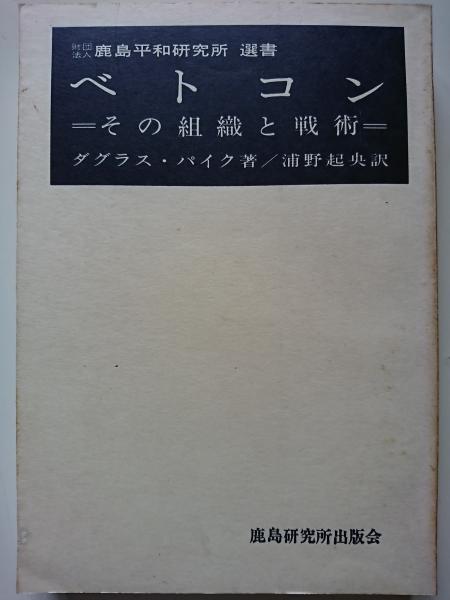 財団法人 鹿島平和研究所 選書
ベトコン
=その組織と戦術=
ダグラス・パイク著/浦野起央訳
鹿島研究所出版会